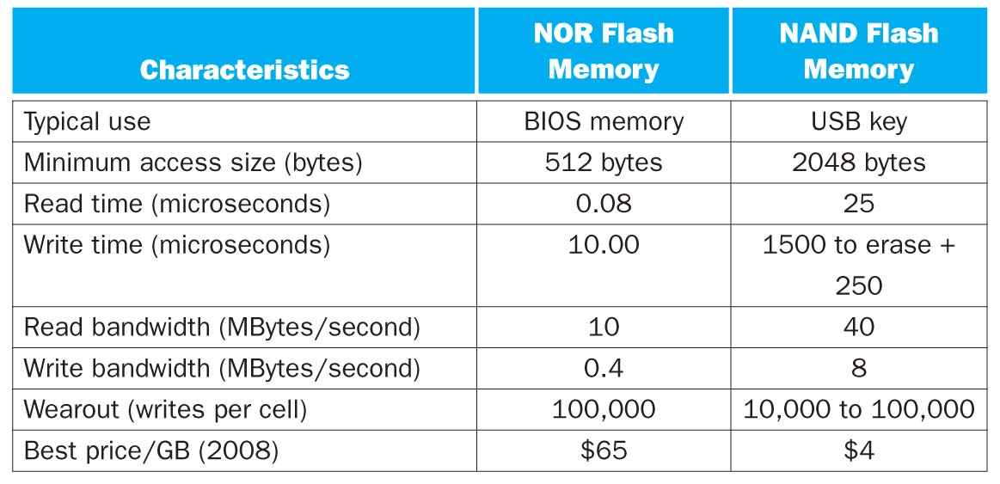 Characteristics NOR Flash Memory NAND Flash Memory
Typical use BIOS memory USB key
Minimum access size (bytes) 512 bytes 2048 bytes
Read time (microseconds) 0.08 25
Write time (microseconds) 10.00 1500 to erase + 250
Read bandwidth (MBytes/second) 10 40
Write bandwidth (MBytes/second) 0.4 8
Wearout (writes per cell) 100,000 10,000 to 100,000
Best price/GB (2008) $65 $4